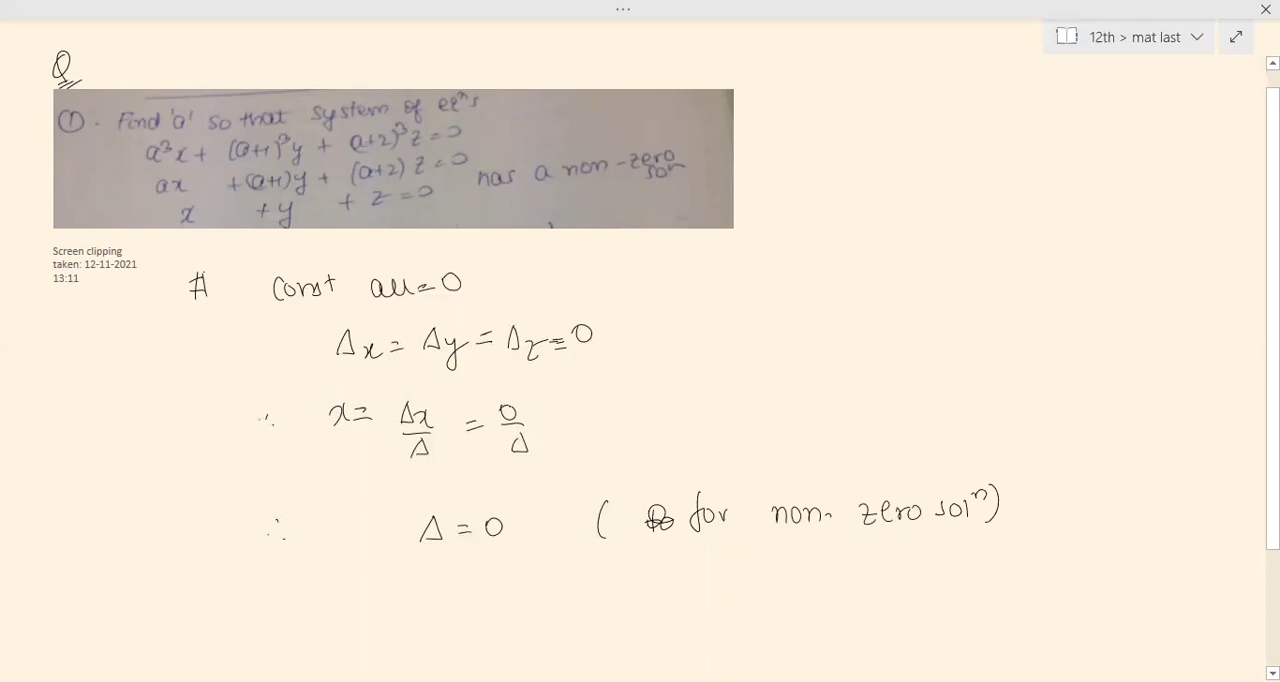 ...
12th > mat last
Q
① . Find 'a' so that system of eqⁿs
a³x + (a+1)³y + (a+2)³z=0
ax +(a+1)y + (a+2) z=0 has a non-zero solⁿ
x + y + z=0
Screen clipping
taken: 12-11-2021
13:11
# const all=0
Δx = Δy = Δz=0
∴ x= Δx/Δ = 0/Δ
∴ Δ = 0 ( for non-zero solⁿ)